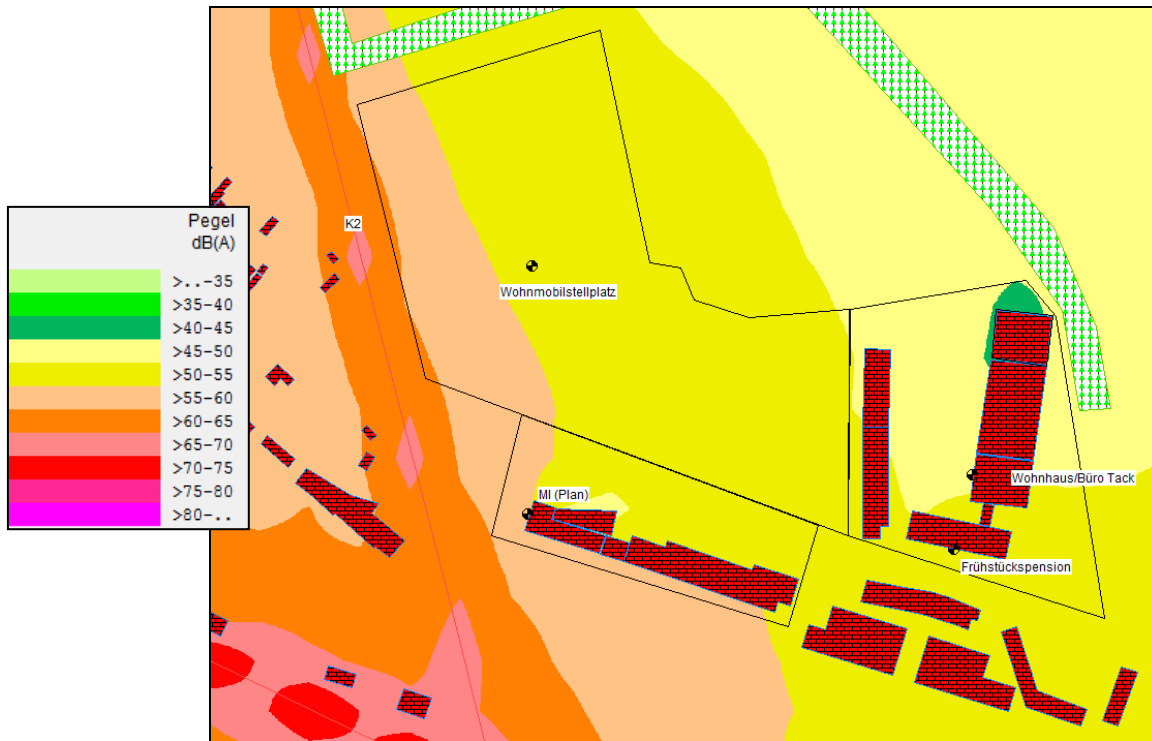 Pegel
dB(A)
>..-35
>35-40
>40-45
>45-50
>50-55
>55-60
>60-65
>65-70
>70-75
>75-80
>80-..
K2
Wohnmobilstellplatz
MI (Plan)
Wohnhaus/Büro Tack
Frühstückspension